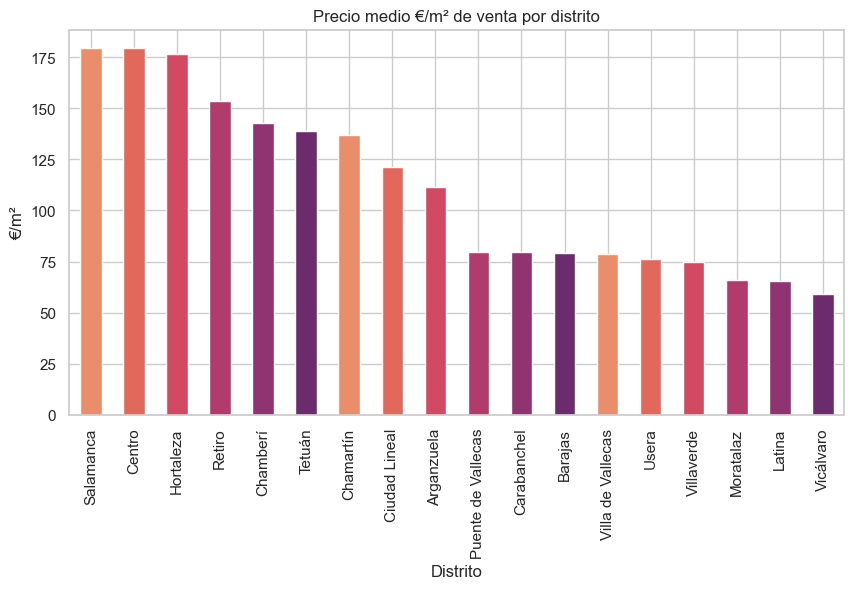 Precio medio €/m² de venta por distrito
€/m²
175
150
125
100
75
50
25
0
Salamanca
Centro
Hortaleza
Retiro
Chamberí
Tetuán
Chamartín
Ciudad Lineal
Arganzuela
Puente de Vallecas
Carabanchel
Barajas
Villa de Vallecas
Usera
Villaverde
Moratalaz
Latina
Vicálvaro
Distrito